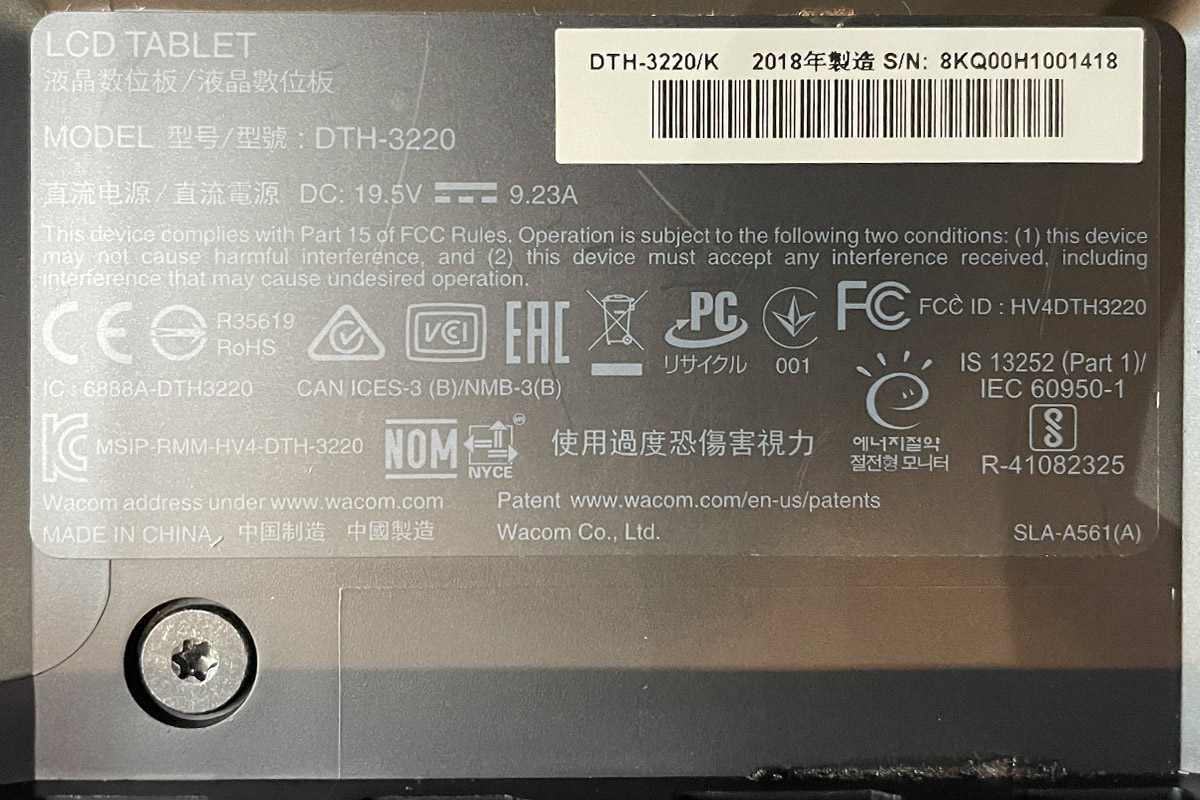 LCD TABLET
液晶数位板/液晶數位板
DTH-3220/K 2018年製造 S/N: 8KQ00H1001418
MODEL 型号/型號 : DTH-3220
直流电源/直流電源 DC: 19.5V 9.23A
This device complies with Part 15 of FCC Rules. Operation is subject to the following two conditions: (1) this device
may not cause harmful interference, and (2) this device must accept any interference received, including
interference that may cause undesired operation.
CE R35619 VCCI EAC PC FC FCC ID : HV4DTH3220
RoHS リサイクル 001
IC : 6888A-DTH3220 CAN ICES-3 (B)/NMB-3(B)
IS 13252 (Part 1)/
IEC 60950-1
KC MSIP-RMM-HV4-DTH-3220 NOM NYCE 使用過度恐傷害視力
에너지절약
절전형 모니터 R-41082325
Wacom address under www.wacom.com Patent www.wacom.com/en-us/patents
MADE IN CHINA 中国制造 中國製造 Wacom Co., Ltd. SLA-A561(A)